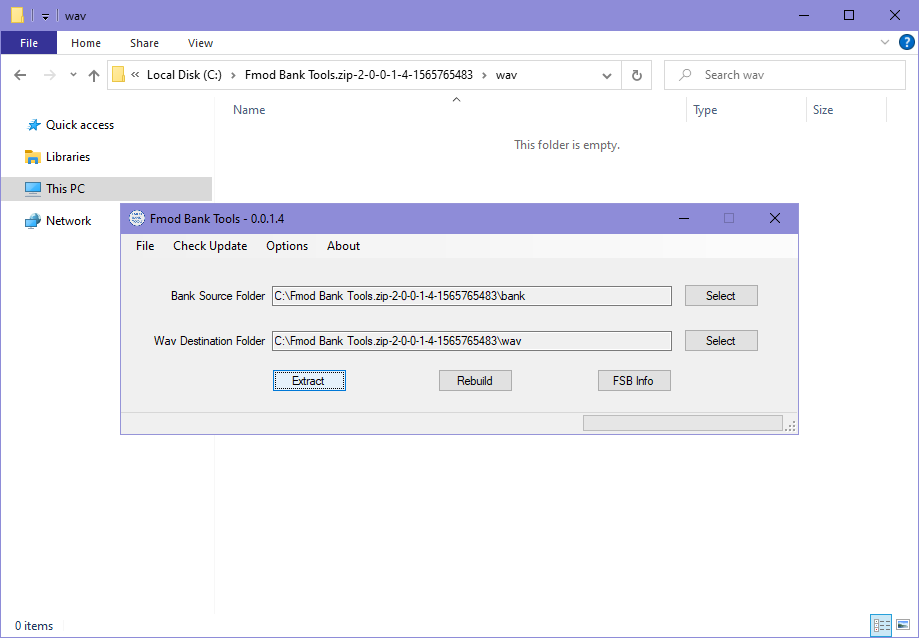 wav
File Home Share View
?
« Local Disk (C:) > Fmod Bank Tools.zip-2-0-0-1-4-1565765483 > wav
Search wav
Name Type Size
This folder is empty.
Quick access
Libraries
This PC
Network
Fmod Bank Tools - 0.0.1.4
File Check Update Options About
Bank Source Folder C:\Fmod Bank Tools.zip-2-0-0-1-4-1565765483\bank Select
Wav Destination Folder C:\Fmod Bank Tools.zip-2-0-0-1-4-1565765483\wav Select
Extract Rebuild FSB Info
0 items